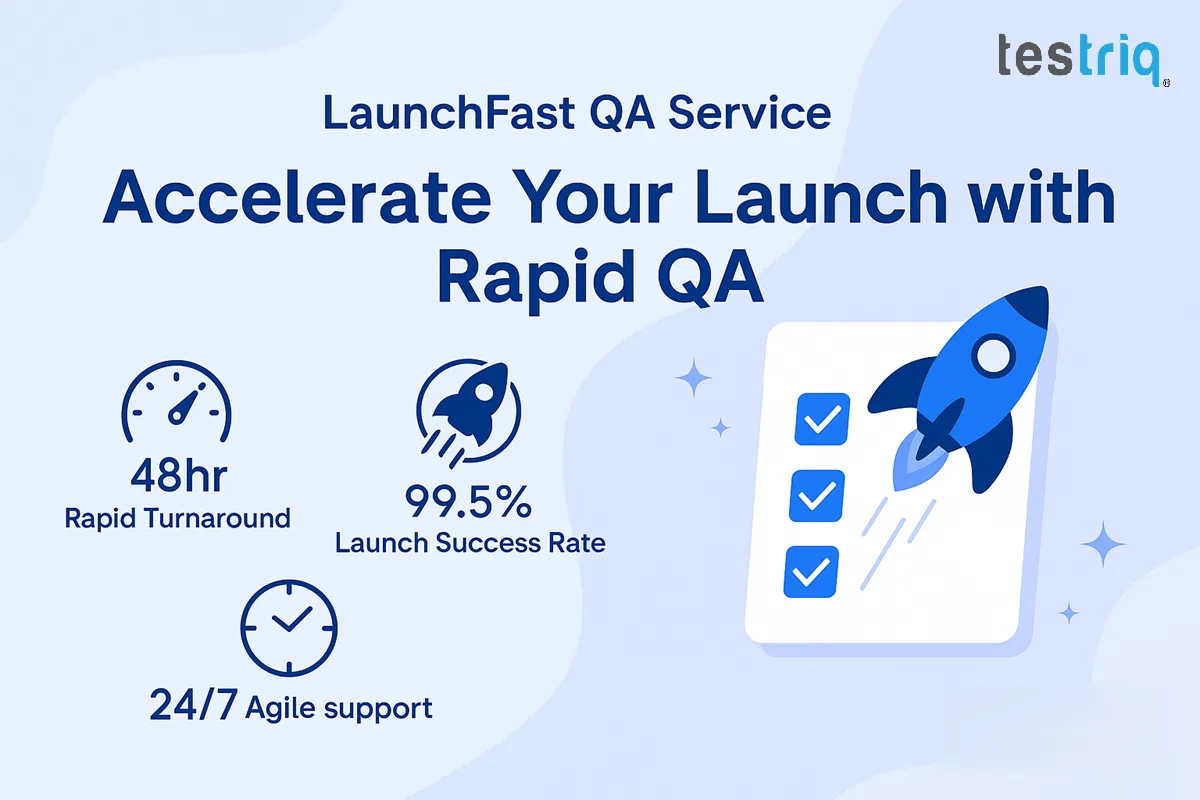 testriq®
LaunchFast QA Service
Accelerate Your Launch with
Rapid QA
48hr
Rapid Turnaround
99.5%
Launch Success Rate
24/7 Agile support